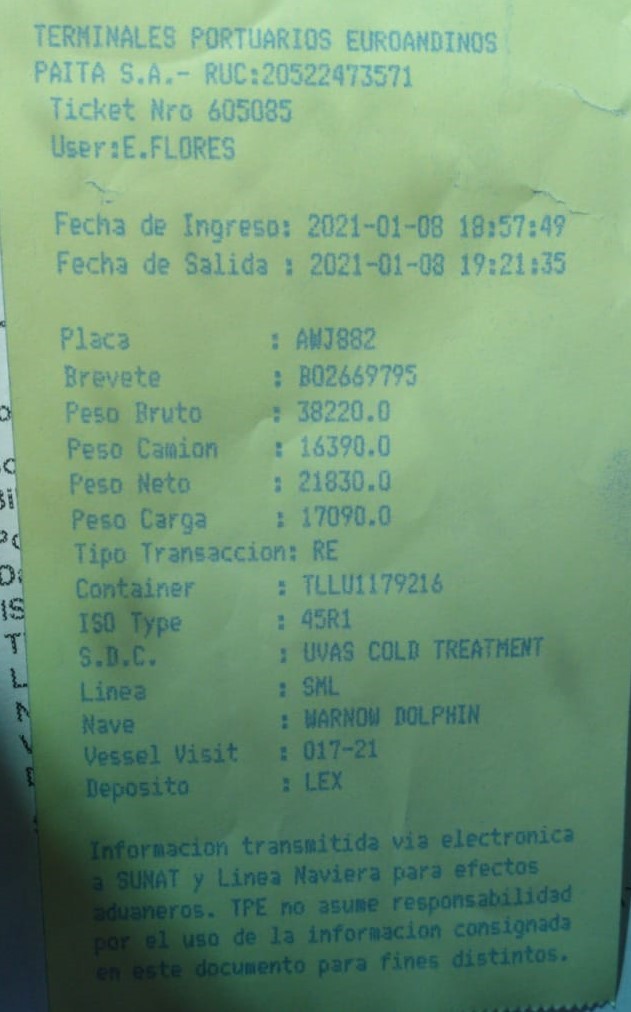 TERMINALES PORTUARIOS EUROANDINOS
PAITA S.A.- RUC:20522473571
Ticket Nro 605085
User:E.FLORES
Fecha de Ingreso: 2021-01-08 18:57:49
Fecha de Salida : 2021-01-08 19:21:35
Placa : AWJ882
Brevete : B02669795
Peso Bruto : 38220.0
Peso Camion : 16390.0
Peso Neto : 21830.0
Peso Carga : 17090.0
Tipo Transaccion: RE
Container : TLLU1179216
ISO Type : 45R1
S.D.C. : UVAS COLD TREATMENT
Linea : SML
Nave : WARNOW DOLPHIN
Vessel Visit : 017-21
Deposito : LEX
Informacion transmitida via electronica
a SUNAT y Linea Naviera para efectos
aduaneros. TPE no asume responsabilidad
por el uso de la informacion consignada
en este documento para fines distintos.